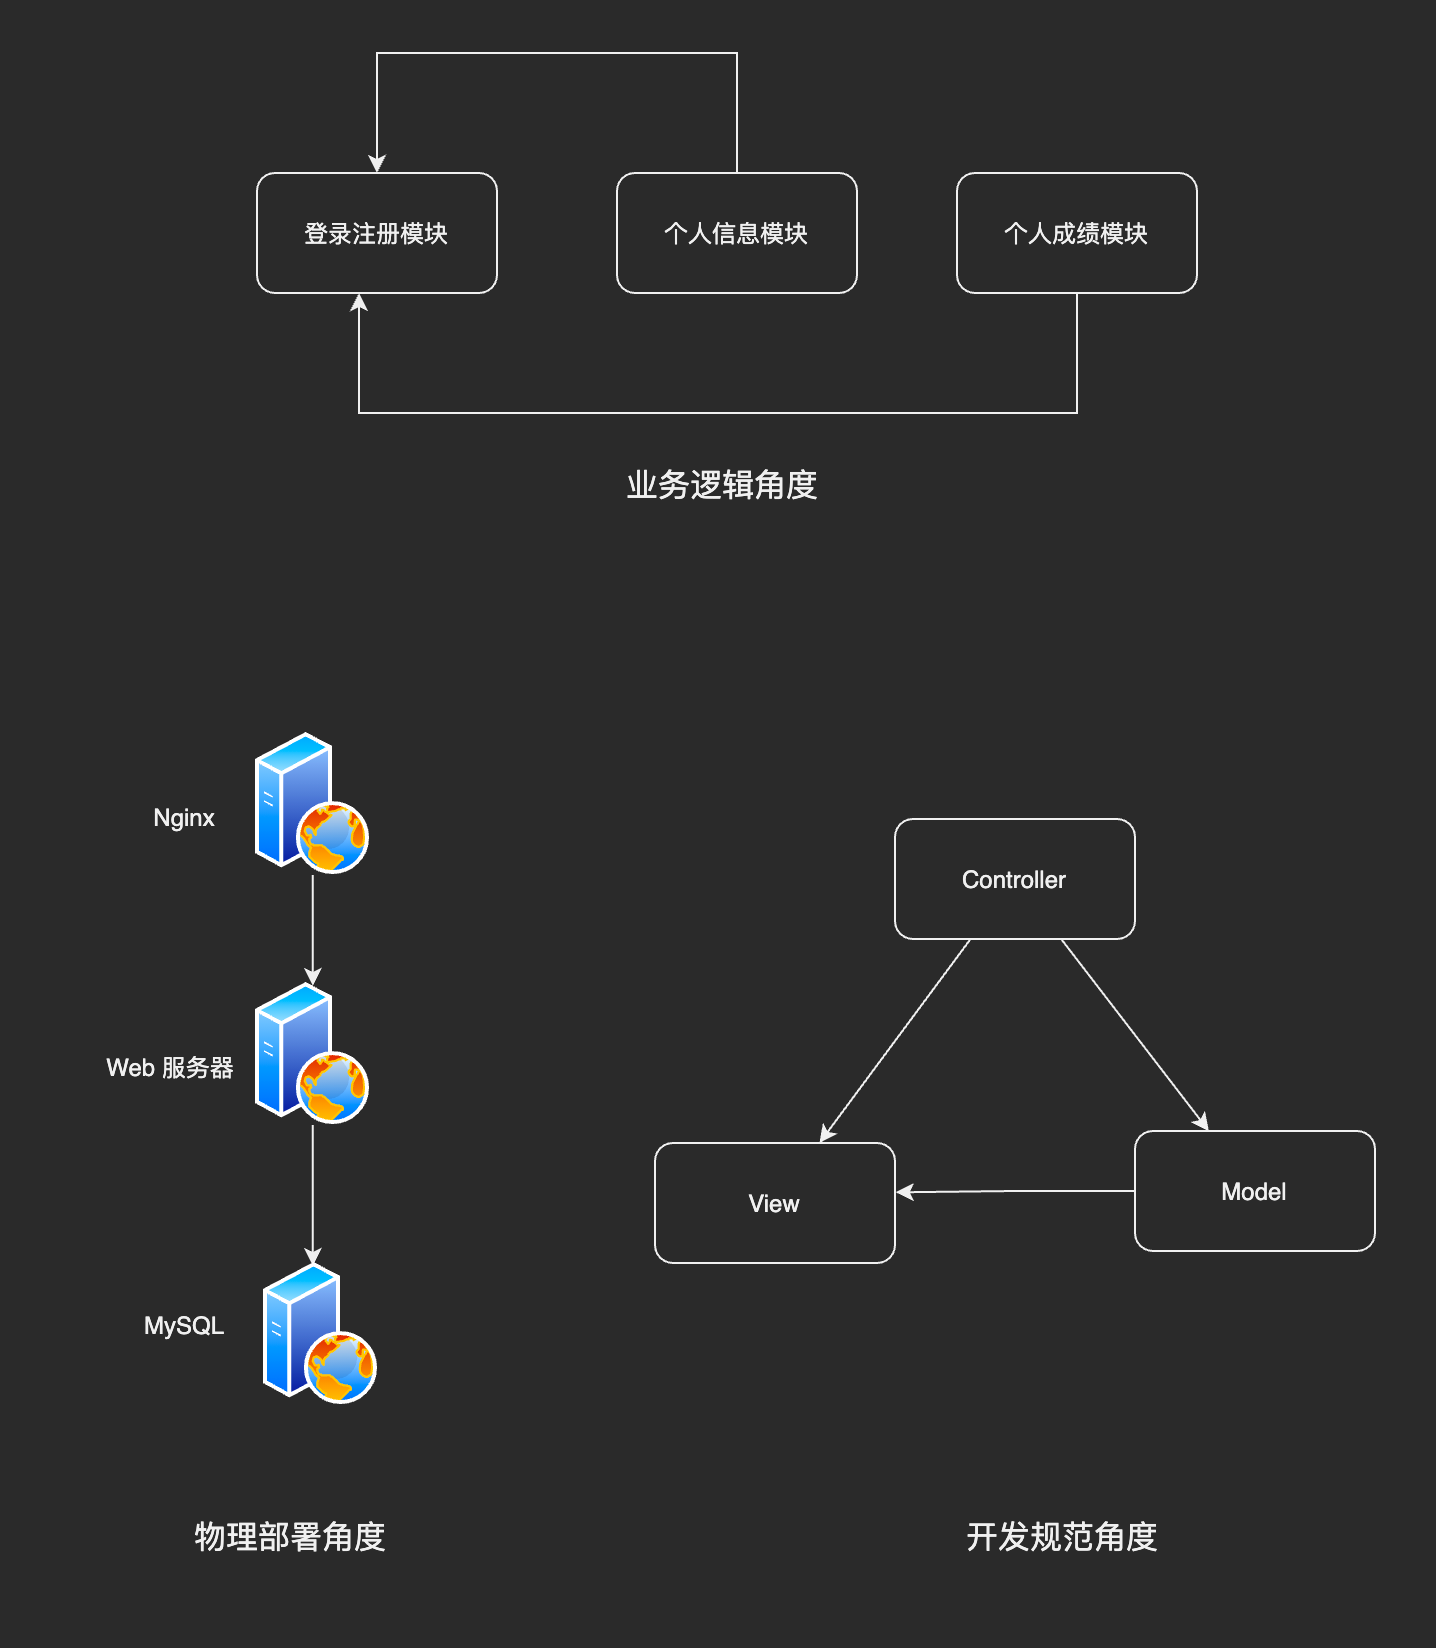 登录注册模块
个人信息模块
个人成绩模块
业务逻辑角度
Nginx
Web 服务器
MySQL
物理部署角度
Controller
View
Model
开发规范角度